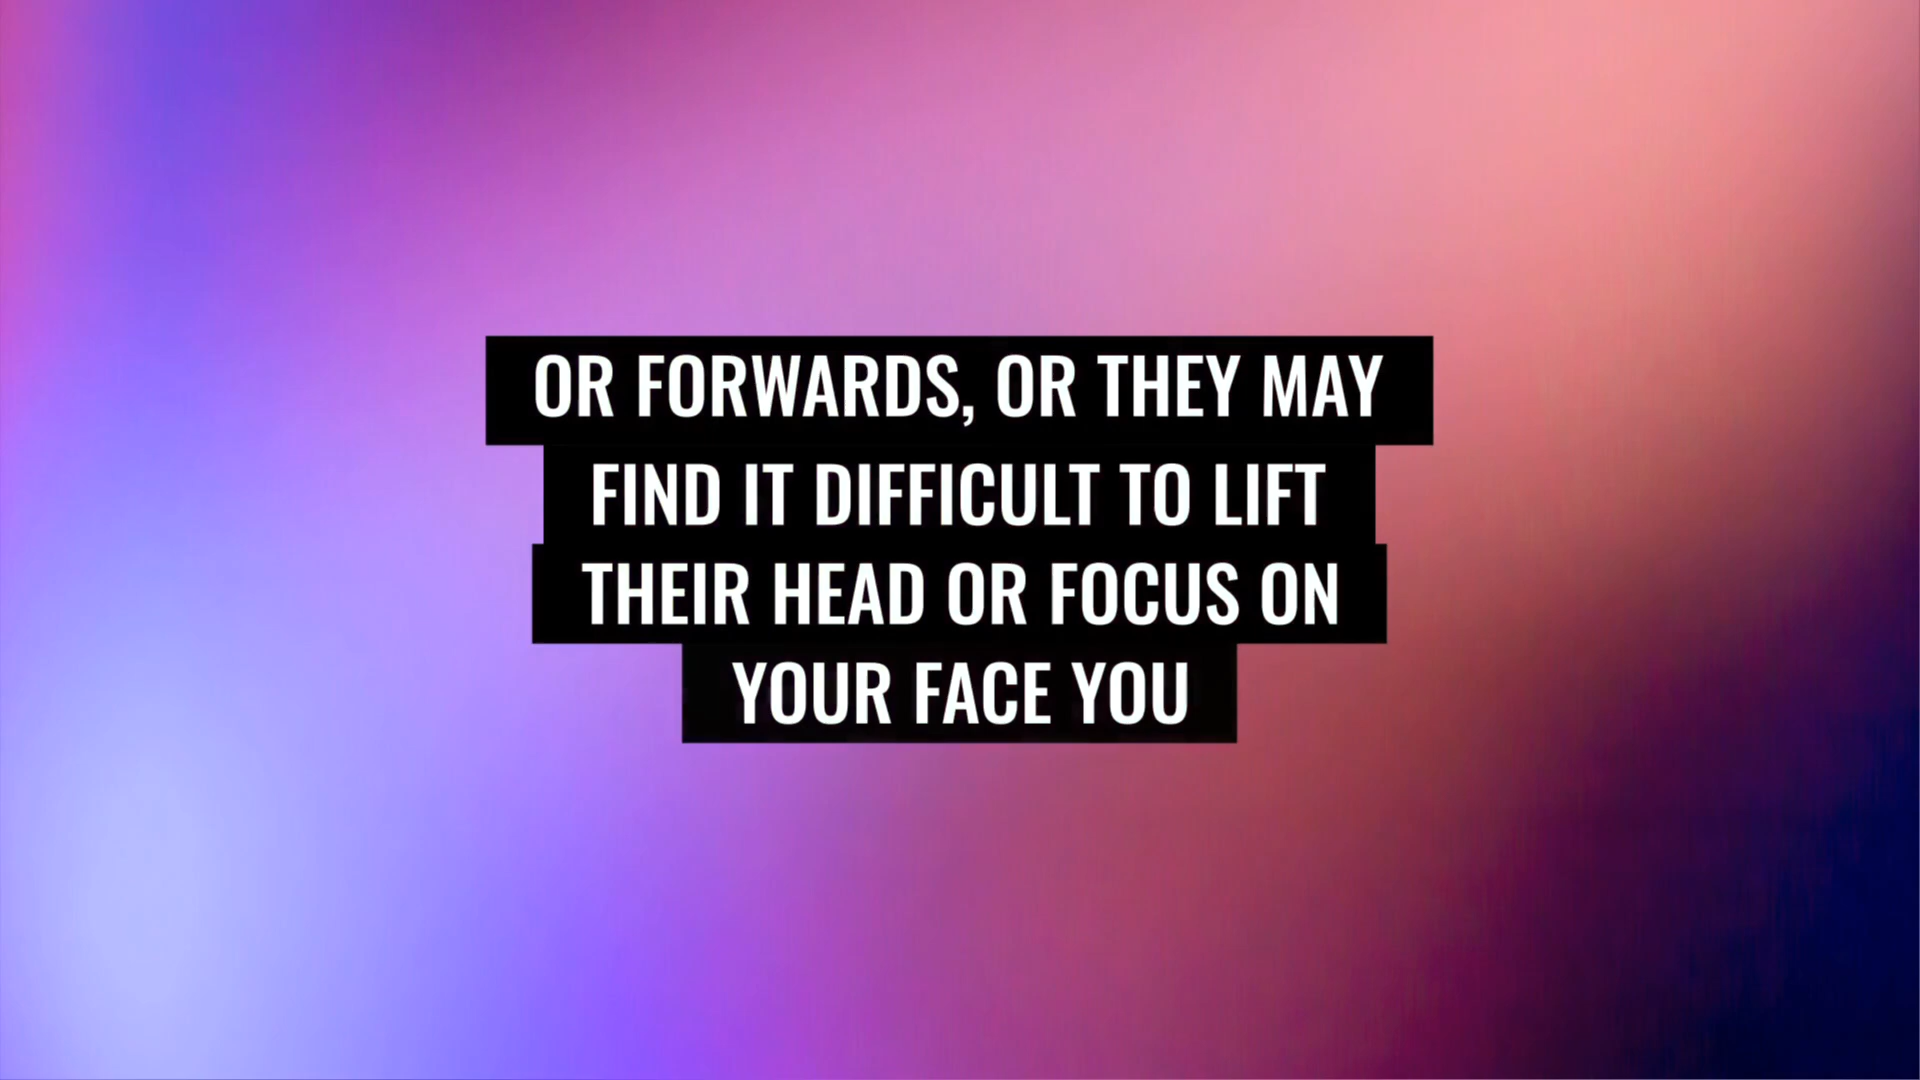 OR FORWARDS, OR THEY MAY
FIND IT DIFFICULT TO LIFT
THEIR HEAD OR FOCUS ON
YOUR FACE YOU